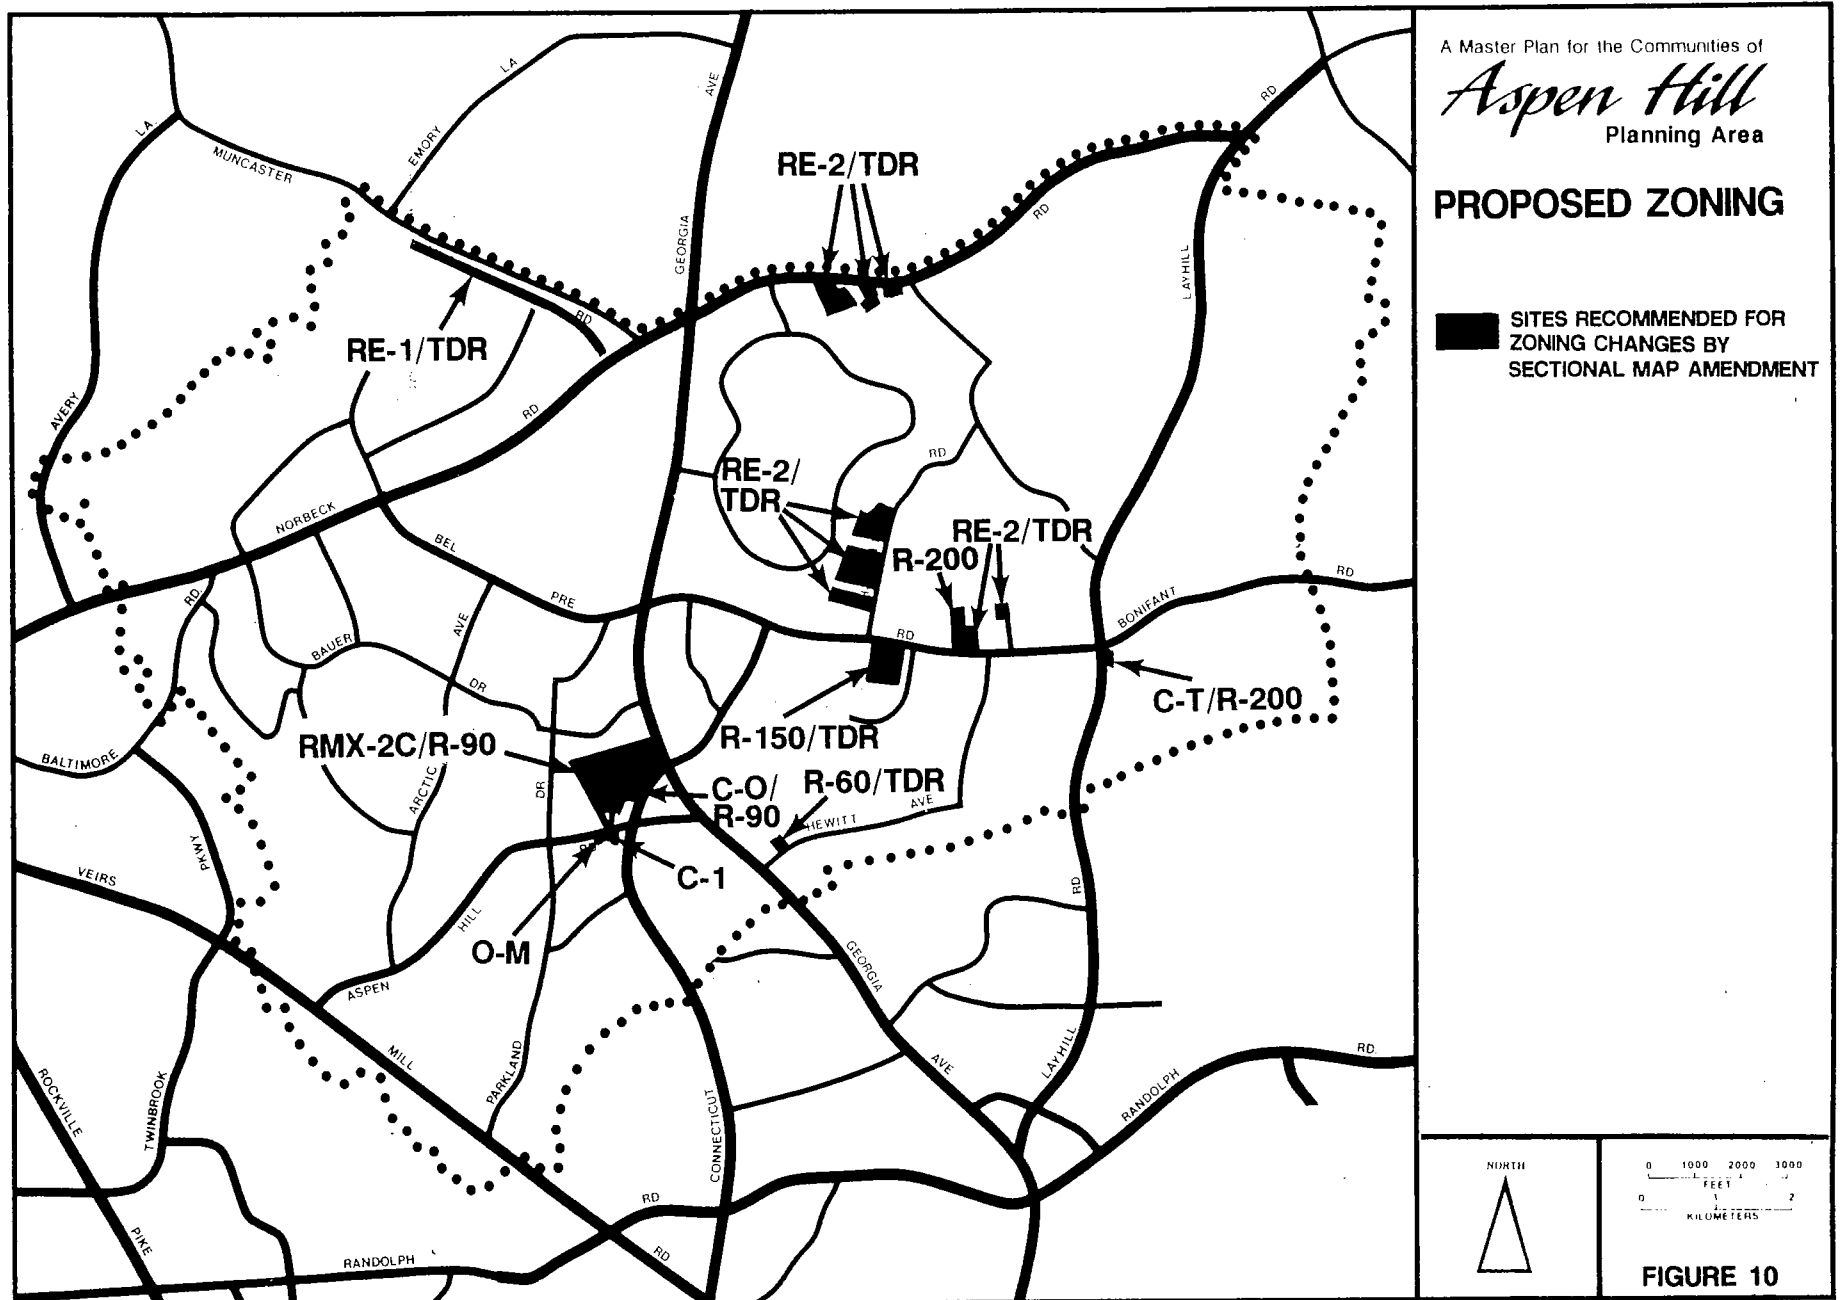 A Master Plan for the Communities of
Aspen Hill
Planning Area
PROPOSED ZONING
SITES RECOMMENDED FOR
ZONING CHANGES BY
SECTIONAL MAP AMENDMENT
LA
AVE
RD
LA.
EMORY
MUNCASTER
RE-2/TDR
RD
GEORGIA
LAYHILL
RD
RE-1/TDR
AVERY
RD
RD
RE-2/
TDR
NORBECK
BEL
RE-2/TDR
R-200
RD
RD.
PRE
BONIFANT
AVE
RD
BAUER
DR
C-T/R-200
RMX-2C/R-90
R-150/TDR
BALTIMORE
ARCTIC
DR
C-O/
R-90
R-60/TDR
AVE
HEWITT
PKWY
C-1
VEIRS
RD
HILL
O-M
GEORGIA
ASPEN
MILL
AVE
LAYHILL
RD.
ROCKVILLE
TWINBROOK
PARKLAND
CONNECTICUT
RANDOLPH
RD
PIKE
RANDOLPH
RD
NORTH
0 1000 2000 3000
FEET
0 1 2
KILOMETERS
FIGURE 10